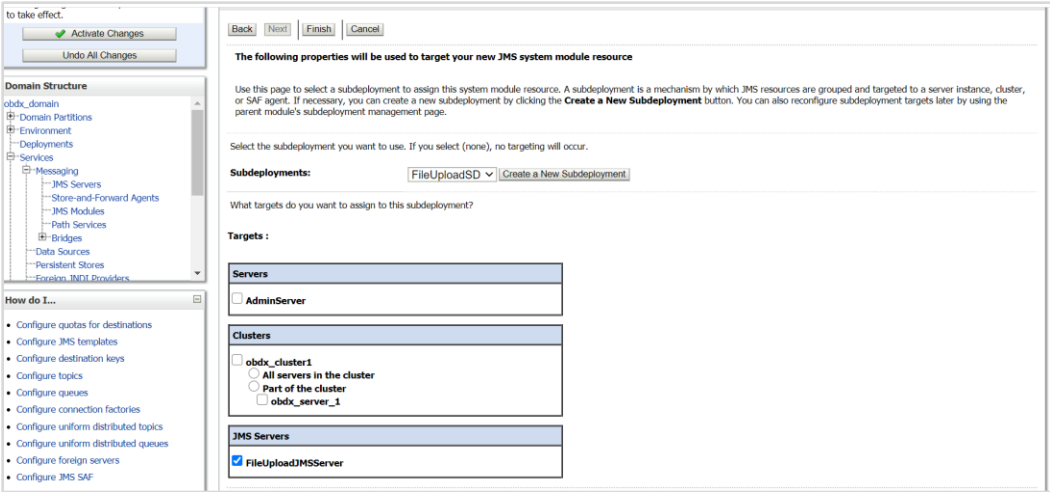 to take effect.
Activate Changes
Undo All Changes
Domain Structure
obdx_domain
Domain Partitions
Environment
Deployments
Services
Messaging
JMS Servers
Store-and-Forward Agents
JMS Modules
Path Services
Bridges
Data Sources
Persistent Stores
Foreign JNDI Providers
How do I...
Configure quotas for destinations
Configure JMS templates
Configure destination keys
Configure topics
Configure queues
Configure connection factories
Configure uniform distributed topics
Configure uniform distributed queues
Configure foreign servers
Configure JMS SAF
Back Next Finish Cancel
The following properties will be used to target your new JMS system module resource
Use this page to select a subdeployment to assign this system module resource. A subdeployment is a mechanism by which JMS resources are grouped and targeted to a server instance, cluster,
or SAF agent. If necessary, you can create a new subdeployment by clicking the Create a New Subdeployment button. You can also reconfigure subdeployment targets later by using the
parent module's subdeployment management page.
Select the subdeployment you want to use. If you select (none), no targeting will occur.
Subdeployments: FileUploadSD Create a New Subdeployment
What targets do you want to assign to this subdeployment?
Targets :
Servers
AdminServer
Clusters
obdx_cluster1
All servers in the cluster
Part of the cluster
obdx_server_1
JMS Servers
FileUploadJMSServer